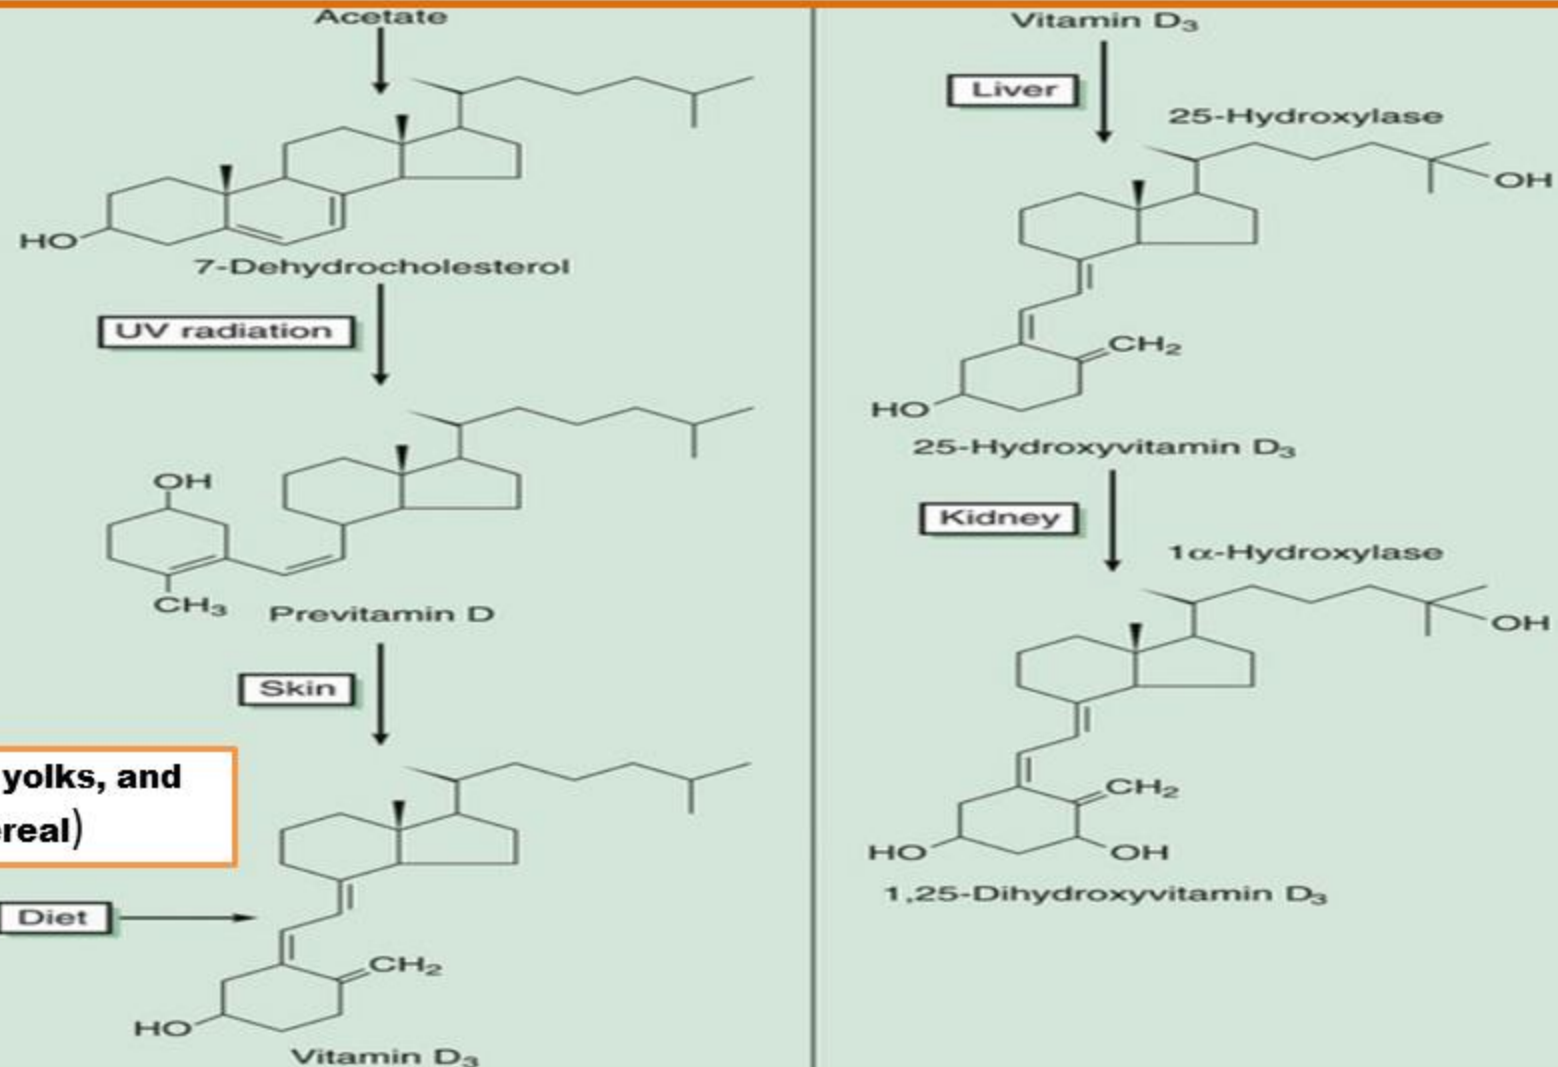 Acetate
HO
7-Dehydrocholesterol
UV radiation
OH
CH₃
Previtamin D
Skin
yolks, and
Diet
CH₂
HO
Vitamin D₃
Vitamin D₃
Liver
25-Hydroxylase
OH
CH₂
HO
25-Hydroxyvitamin D₃
Kidney
1α-Hydroxylase
OH
CH₂
HO
OH
1,25-Dihydroxyvitamin D₃